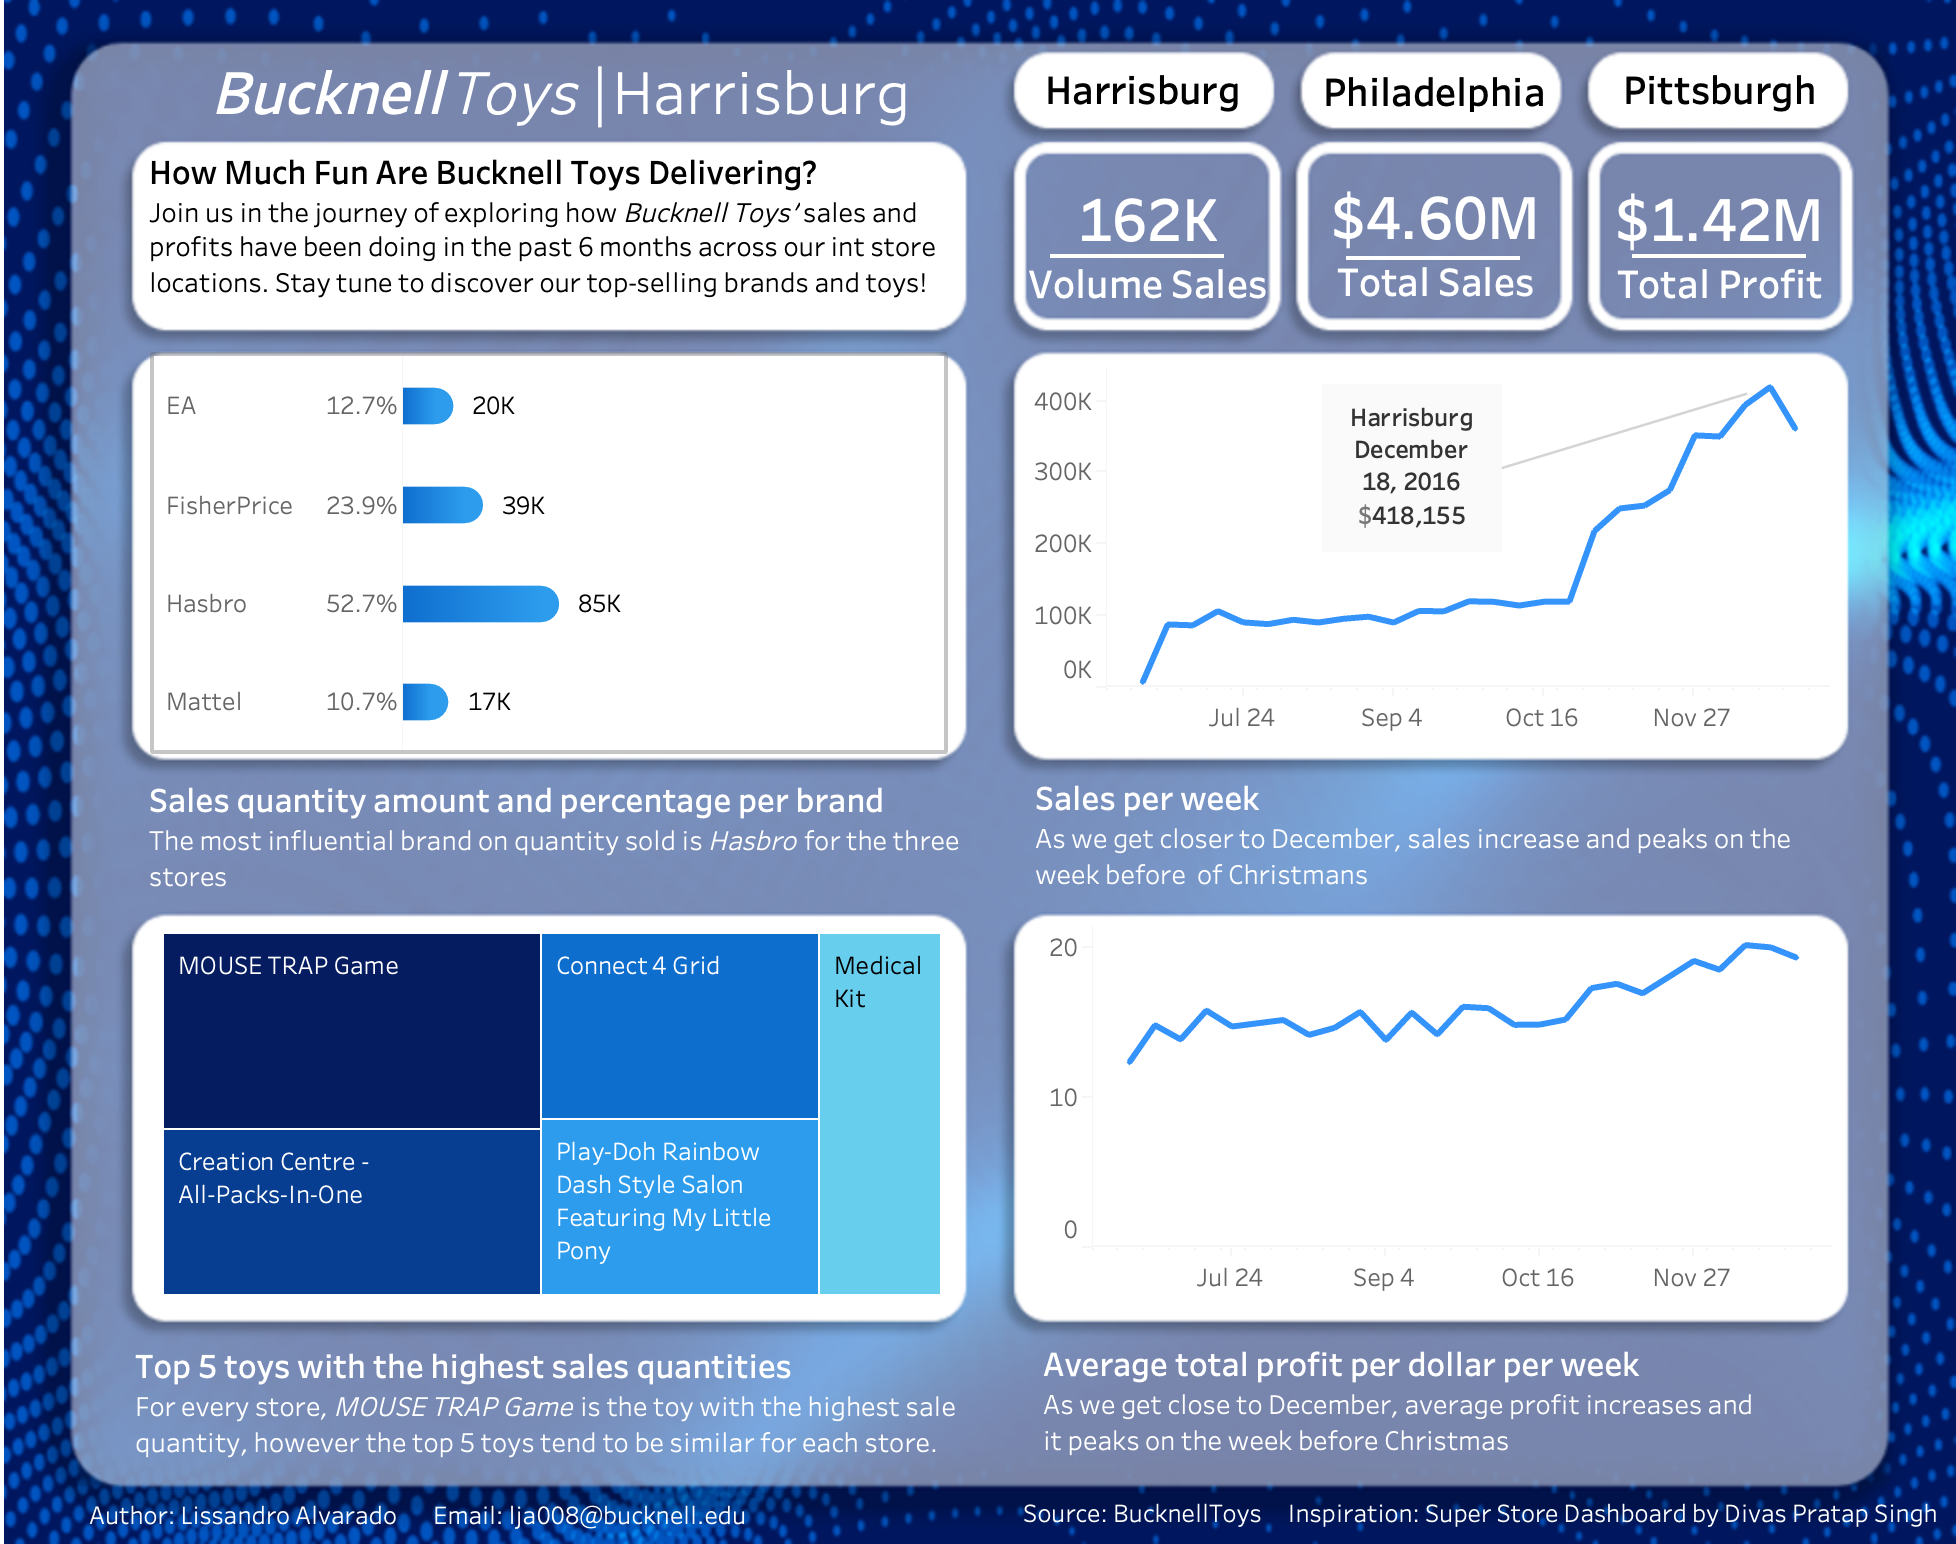 Bucknell Toys | Harrisburg
Harrisburg
Philadelphia
Pittsburgh
How Much Fun Are Bucknell Toys Delivering?
Join us in the journey of exploring how Bucknell Toys' sales and
profits have been doing in the past 6 months across our int store
locations. Stay tune to discover our top-selling brands and toys!
162K
Volume Sales
$4.60M
Total Sales
$1.42M
Total Profit
EA 12.7% 20K
FisherPrice 23.9% 39K
Hasbro 52.7% 85K
Mattel 10.7% 17K
Sales quantity amount and percentage per brand
The most influential brand on quantity sold is Hasbro for the three
stores
400K
300K
200K
100K
0K
Harrisburg
December
18, 2016
$418,155
Jul 24 Sep 4 Oct 16 Nov 27
Sales per week
As we get closer to December, sales increase and peaks on the
week before of Christmans
MOUSE TRAP Game
Creation Centre -
All-Packs-In-One
Connect 4 Grid
Play-Doh Rainbow
Dash Style Salon
Featuring My Little
Pony
Medical
Kit
Top 5 toys with the highest sales quantities
For every store, MOUSE TRAP Game is the toy with the highest sale
quantity, however the top 5 toys tend to be similar for each store.
20
10
0
Jul 24 Sep 4 Oct 16 Nov 27
Average total profit per dollar per week
As we get close to December, average profit increases and
it peaks on the week before Christmas
Author: Lissandro Alvarado Email: lja008@bucknell.edu
Source: BucknellToys Inspiration: Super Store Dashboard by Divas Pratap Singh